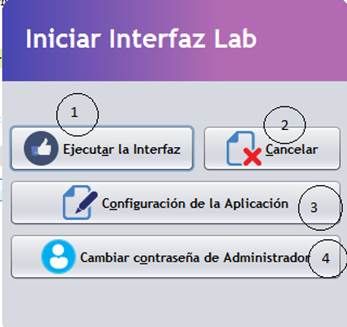 Iniciar Interfaz Lab
1
2
Ejecutar la Interfaz
Cancelar
Configuración de la Aplicación
3
Cambiar contraseña de Administrador
4